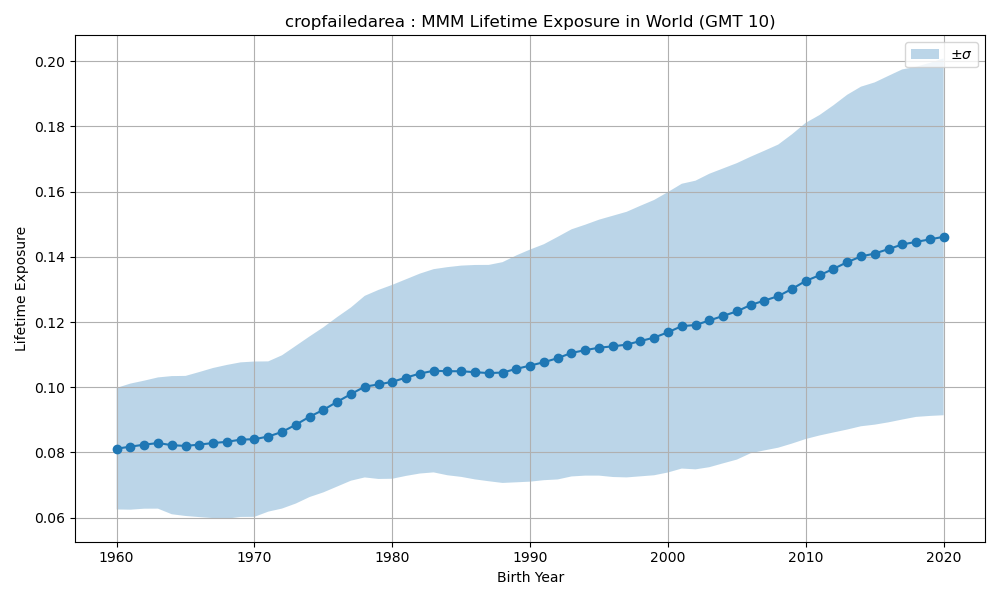 cropfailedarea : MMM Lifetime Exposure in World (GMT 10)
±σ
Lifetime Exposure
0.20
0.18
0.16
0.14
0.12
0.10
0.08
0.06
1960 1970 1980 1990 2000 2010 2020
Birth Year